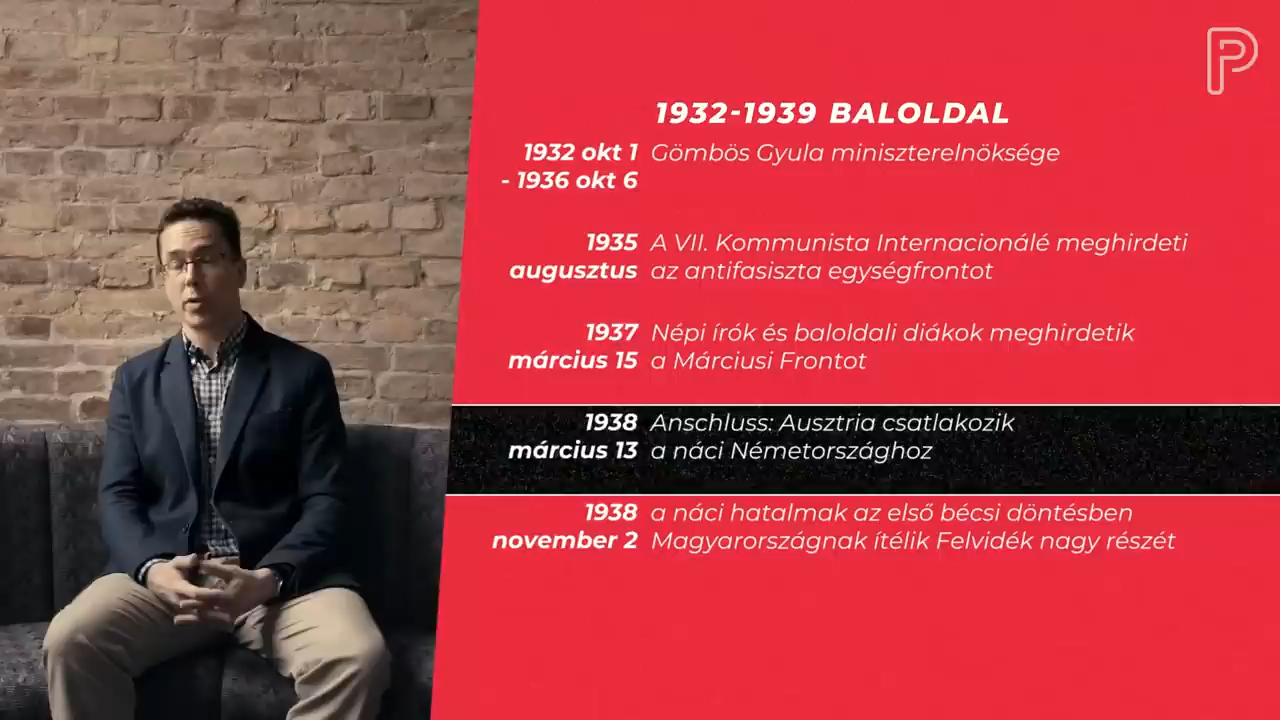 P
1932-1939 BALOLDAL
1932 okt 1 Gömbös Gyula miniszterelnöksége
- 1936 okt 6
1935 A VII. Kommunista Internacionálé meghirdeti
augusztus az antifasiszta egységfrontot
1937 Népi írók és baloldali diákok meghirdetik
március 15 a Márciusi Frontot
1938 Anschluss: Ausztria csatlakozik
március 13 a náci Németországhoz
1938 a náci hatalmak az első bécsi döntésben
november 2 Magyarországnak ítélik Felvidék nagy részét